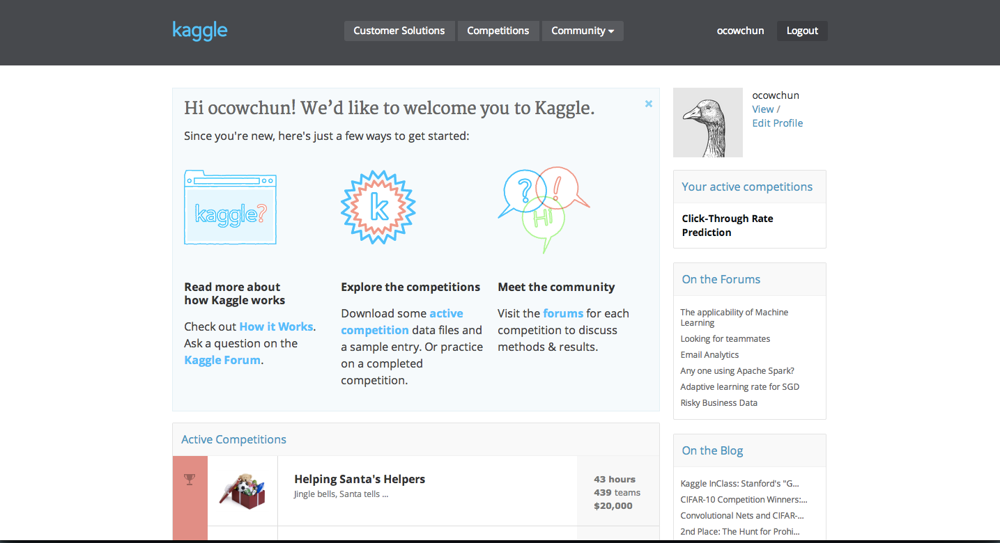 kaggle
Customer Solutions
Competitions
Community
ocowchun
Logout
Hi ocowchun! We’d like to welcome you to Kaggle.
Since you're new, here's just a few ways to get started:
kaggle?
k
?
!
Hi
Read more about
how Kaggle works
Check out How it Works.
Ask a question on the
Kaggle Forum.
Explore the competitions
Download some active
competition data files and
a sample entry. Or practice
on a completed
competition.
Meet the community
Visit the forums for each
competition to discuss
methods & results.
Active Competitions
Helping Santa's Helpers
Jingle bells, Santa tells ...
43 hours
439 teams
$20,000
ocowchun
View /
Edit Profile
Your active competitions
Click-Through Rate
Prediction
On the Forums
The applicability of Machine
Learning
Looking for teammates
Email Analytics
Any one using Apache Spark?
Adaptive learning rate for SGD
Risky Business Data
On the Blog
Kaggle InClass: Stanford's "G...
CIFAR-10 Competition Winners:...
Convolutional Nets and CIFAR-...
2nd Place: The Hunt for Prohi...